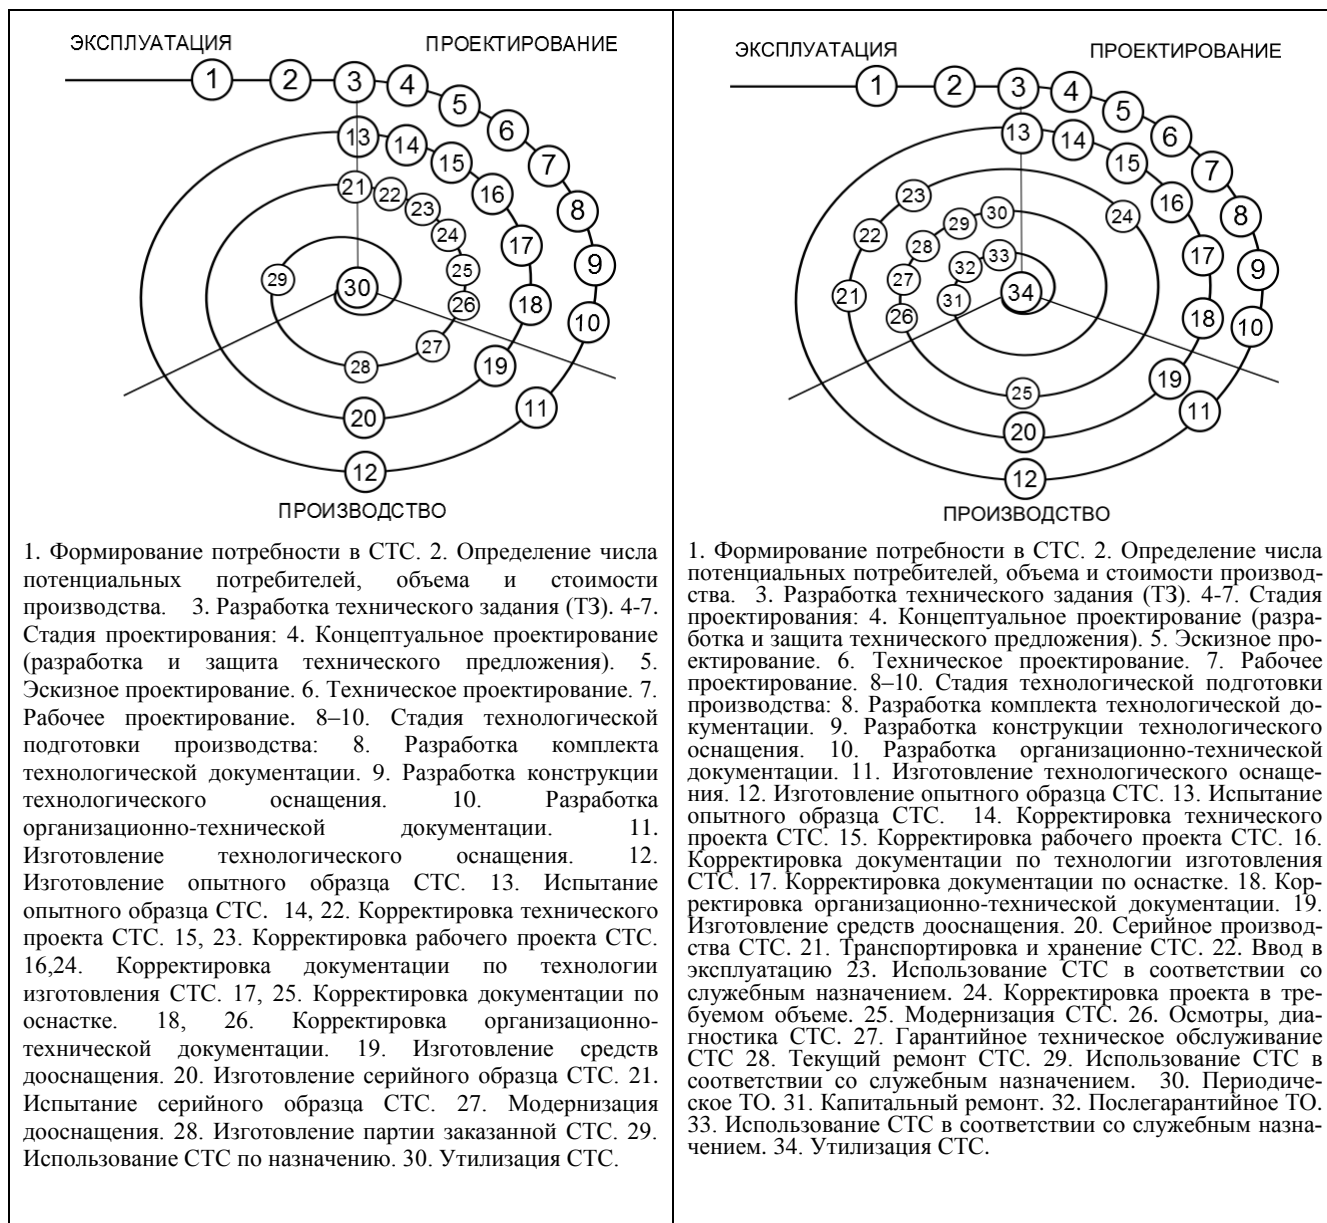 ЭКСПЛУАТАЦИЯ
ПРОЕКТИРОВАНИЕ
1
2
3
4
5
6
7
8
9
10
11
12
13
14
15
16
17
18
19
20
21
22
23
24
25
26
27
28
29
30
ПРОИЗВОДСТВО
1. Формирование потребности в СТС. 2. Определение числа
потенциальных потребителей, объема и стоимости
производства. 3. Разработка технического задания (ТЗ). 4-7.
Стадия проектирования: 4. Концептуальное проектирование
(разработка и защита технического предложения). 5.
Эскизное проектирование. 6. Техническое проектирование. 7.
Рабочее проектирование. 8–10. Стадия технологической
подготовки производства: 8. Разработка комплекта
технологической документации. 9. Разработка конструкции
технологического оснащения. 10. Разработка
организационно-технической документации. 11.
Изготовление технологического оснащения. 12.
Изготовление опытного образца СТС. 13. Испытание
опытного образца СТС. 14, 22. Корректировка технического
проекта СТС. 15, 23. Корректировка рабочего проекта СТС.
16,24. Корректировка документации по технологии
изготовления СТС. 17, 25. Корректировка документации по
оснастке. 18, 26. Корректировка организационно-
технической документации. 19. Изготовление средств
дооснащения. 20. Изготовление серийного образца СТС. 21.
Испытание серийного образца СТС. 27. Модернизация
дооснащения. 28. Изготовление партии заказанной СТС. 29.
Использование СТС по назначению. 30. Утилизация СТС.
ЭКСПЛУАТАЦИЯ
ПРОЕКТИРОВАНИЕ
1
2
3
4
5
6
7
8
9
10
11
12
13
14
15
16
17
18
19
20
21
22
23
24
25
26
27
28
29
30
31
32
33
34
ПРОИЗВОДСТВО
1. Формирование потребности в СТС. 2. Определение числа
потенциальных потребителей, объема и стоимости производ-
ства. 3. Разработка технического задания (ТЗ). 4-7. Стадия
проектирования: 4. Концептуальное проектирование (разра-
ботка и защита технического предложения). 5. Эскизное про-
ектирование. 6. Техническое проектирование. 7. Рабочее
проектирование. 8–10. Стадия технологической подготовки
производства: 8. Разработка комплекта технологической до-
кументации. 9. Разработка конструкции технологического
оснащения. 10. Разработка организационно-технической
документации. 11. Изготовление технологического оснаще-
ния. 12. Изготовление опытного образца СТС. 13. Испытание
опытного образца СТС. 14. Корректировка технического
проекта СТС. 15. Корректировка рабочего проекта СТС. 16.
Корректировка документации по технологии изготовления
СТС. 17. Корректировка документации по оснастке. 18. Кор-
ректировка организационно-технической документации. 19.
Изготовление средств дооснащения. 20. Серийное производ-
ства СТС. 21. Транспортировка и хранение СТС. 22. Ввод в
эксплуатацию 23. Использование СТС в соответствии со
служебным назначением. 24. Корректировка проекта в тре-
буемом объеме. 25. Модернизация СТС. 26. Осмотры, диа-
гностика СТС. 27. Гарантийное техническое обслуживание
СТС 28. Текущий ремонт СТС. 29. Использование СТС в
соответствии со служебным назначением. 30. Периодиче-
ское ТО. 31. Капитальный ремонт. 32. Послегарантийное ТО.
33. Использование СТС в соответствии со служебным назна-
чением. 34. Утилизация СТС.